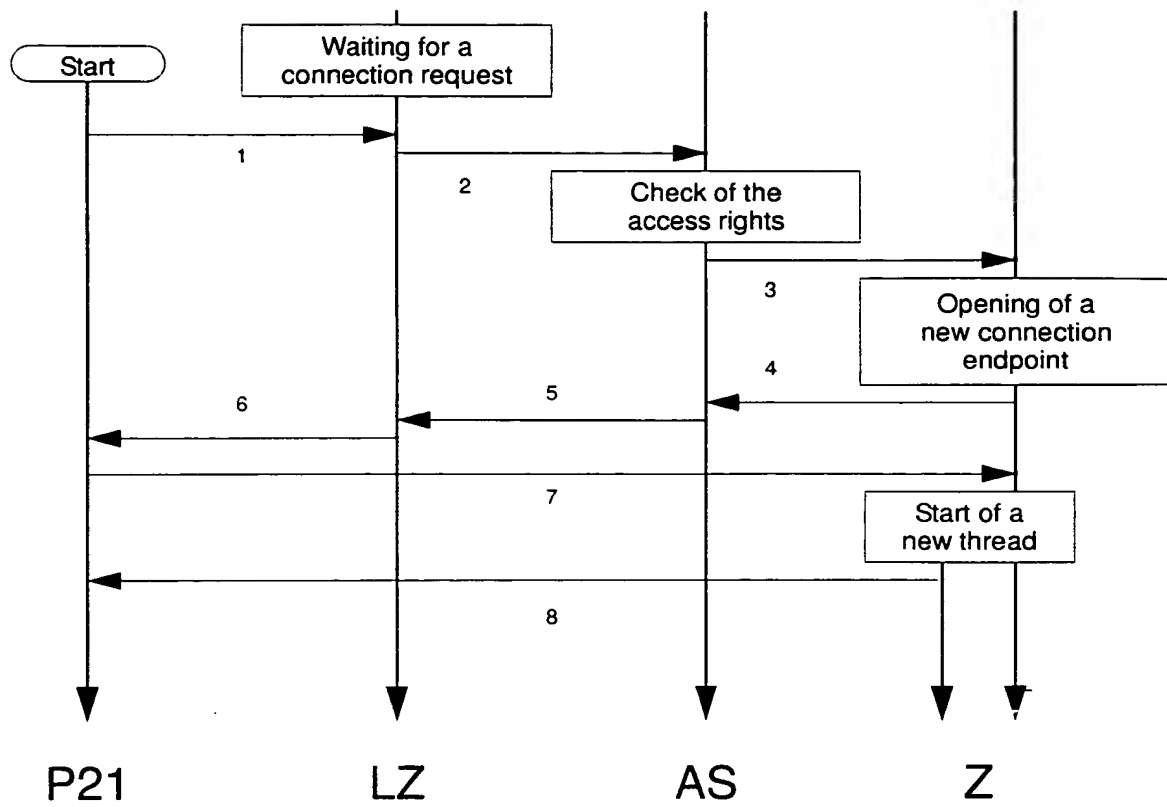 Start
Waiting for a
connection request
1
2
Check of the
access rights
3
Opening of a
new connection
endpoint
4
5
6
7
Start of a
new thread
8
P21
LZ
AS
Z